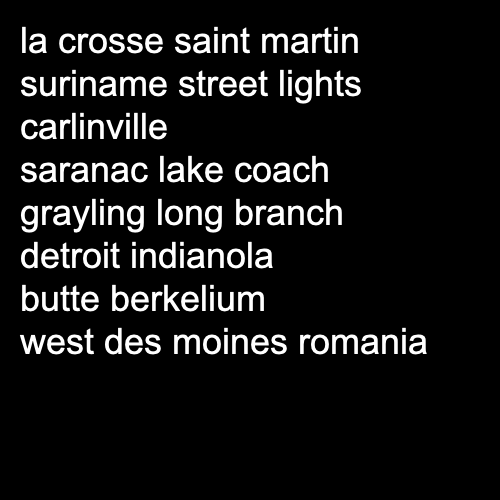 la crosse saint martin
suriname street lights
carlinville
saranac lake coach
grayling long branch
detroit indianola
butte berkelium
west des moines romania